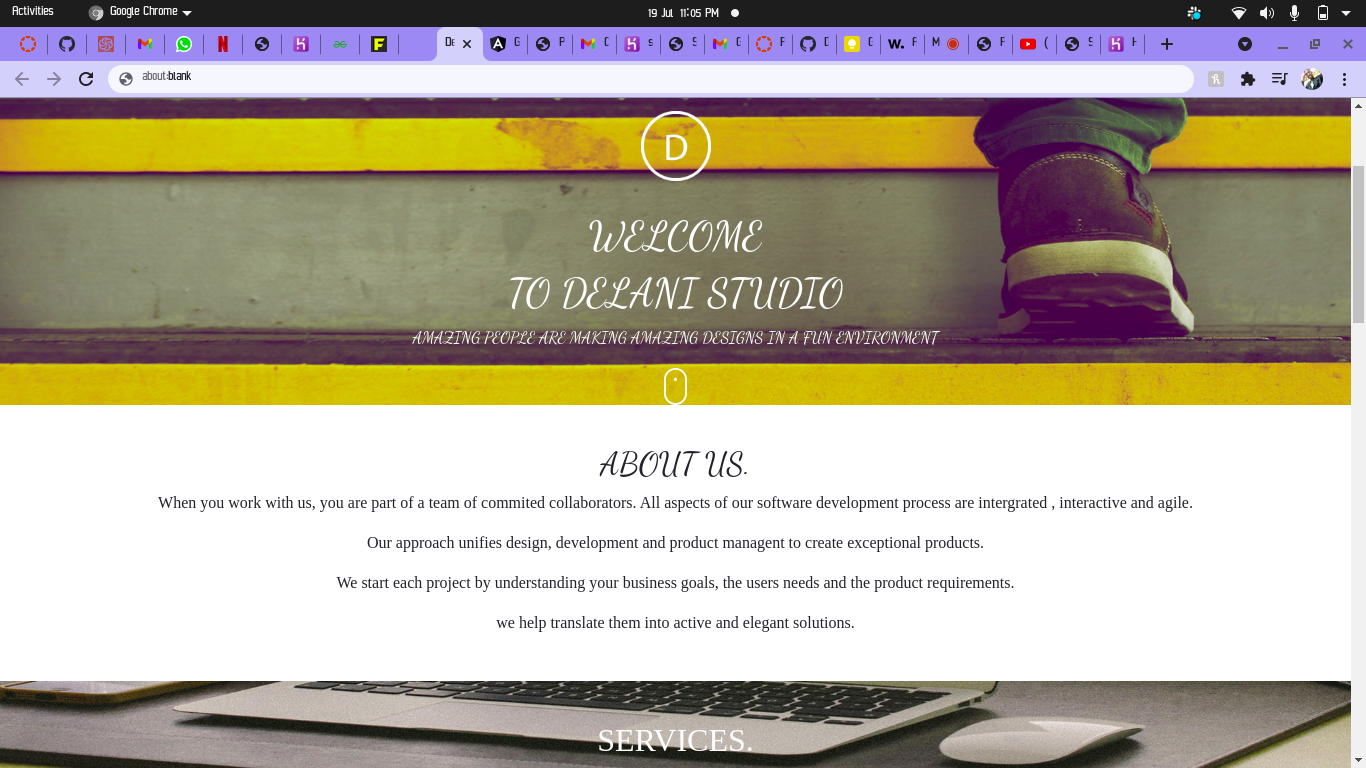 Activities Google Chrome 19 Jul 11:05 PM
De G P M D s S M D F D D w. F M F ( S H
about:blank
D
WELCOME
TO DELANI STUDIO
AMAZING PEOPLE ARE MAKING AMAZING DESIGNS IN A FUN ENVIRONMENT
ABOUT US.
When you work with us, you are part of a team of commited collaborators. All aspects of our software development process are intergrated , interactive and agile.
Our approach unifies design, development and product managent to create exceptional products.
We start each project by understanding your business goals, the users needs and the product requirements.
we help translate them into active and elegant solutions.
SERVICES.